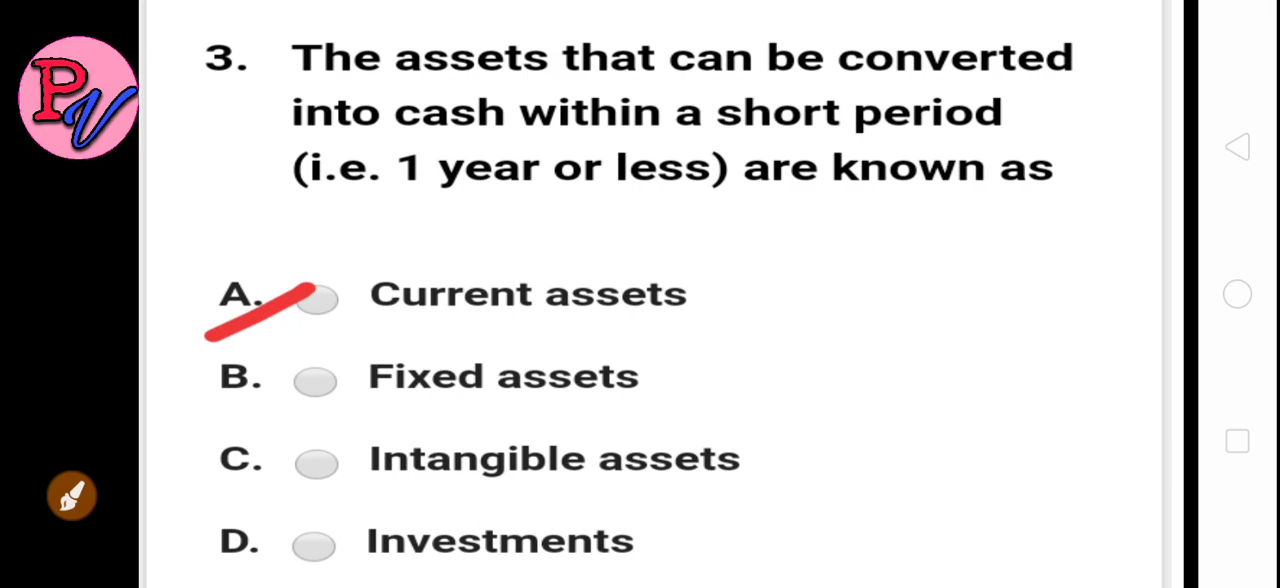 PV
3. The assets that can be converted
into cash within a short period
(i.e. 1 year or less) are known as
A. Current assets
B. Fixed assets
C. Intangible assets
D. Investments